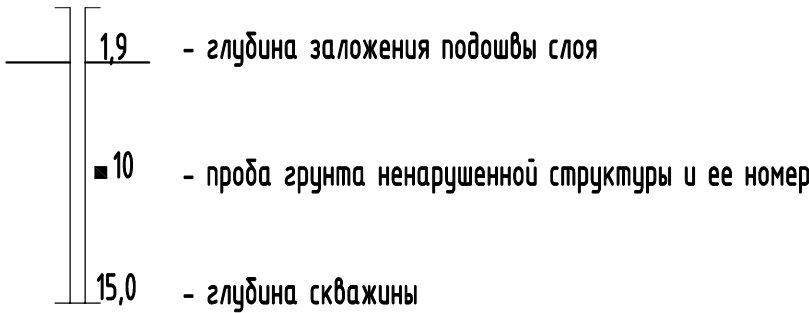 1,9 - глубина заложения подошвы слоя
10 - проба грунта ненарушенной структуры и ее номер
15,0 - глубина скважины